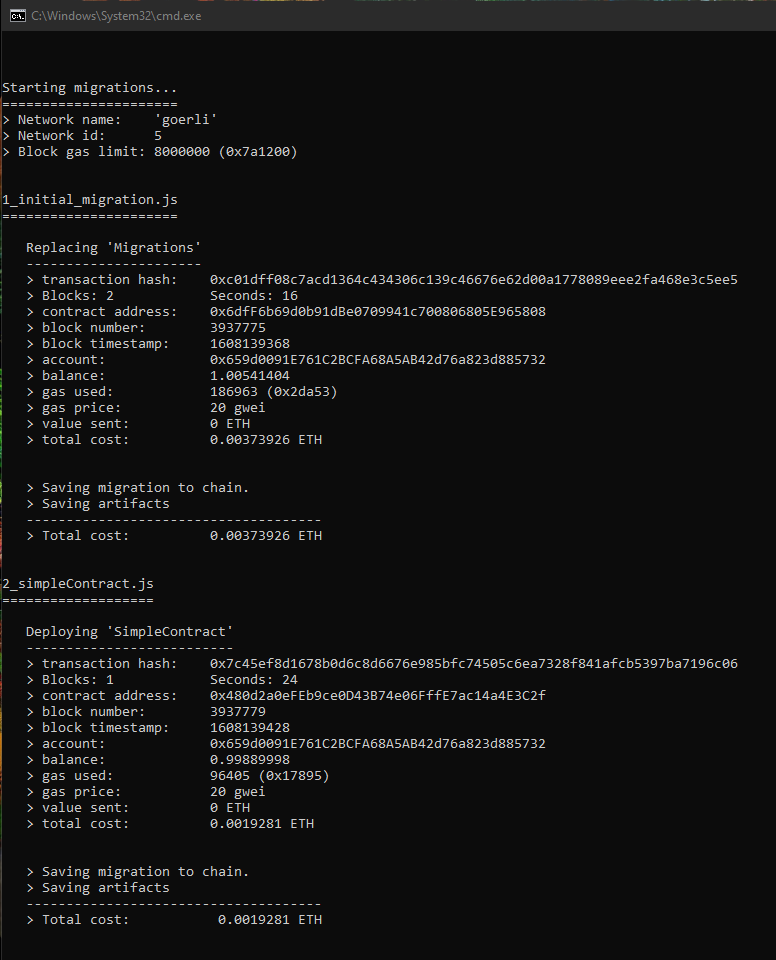 C:\Windows\System32\cmd.exe
Starting migrations...
======================
> Network name:    'goerli'
> Network id:      5
> Block gas limit: 8000000 (0x7a1200)
1_initial_migration.js
======================
Replacing 'Migrations'
----------------------
> transaction hash:    0xc01dff08c7acd1364c434306c139c46676e62d00a1778089eee2fa468e3c5ee5
> Blocks: 2            Seconds: 16
> contract address:    0x6dfF6b69d0b91dBe0709941c700806805E965808
> block number:        3937775
> block timestamp:     1608139368
> account:             0x659d0091E761C2BCFA68A5AB42d76a823d885732
> balance:             1.00541404
> gas used:            186963 (0x2da53)
> gas price:           20 gwei
> value sent:          0 ETH
> total cost:          0.00373926 ETH
> Saving migration to chain.
> Saving artifacts
-------------------------------------
> Total cost:          0.00373926 ETH
2_simpleContract.js
===================
Deploying 'SimpleContract'
--------------------------
> transaction hash:    0x7c45ef8d1678b0d6c8d6676e985bfc74505c6ea7328f841afcb5397ba7196c06
> Blocks: 1            Seconds: 24
> contract address:    0x480d2a0eFEb9ce0D43B74e06FffE7ac14a4E3C2f
> block number:        3937779
> block timestamp:     1608139428
> account:             0x659d0091E761C2BCFA68A5AB42d76a823d885732
> balance:             0.99889998
> gas used:            96405 (0x17895)
> gas price:           20 gwei
> value sent:          0 ETH
> total cost:          0.0019281 ETH
> Saving migration to chain.
> Saving artifacts
-------------------------------------
> Total cost:           0.0019281 ETH